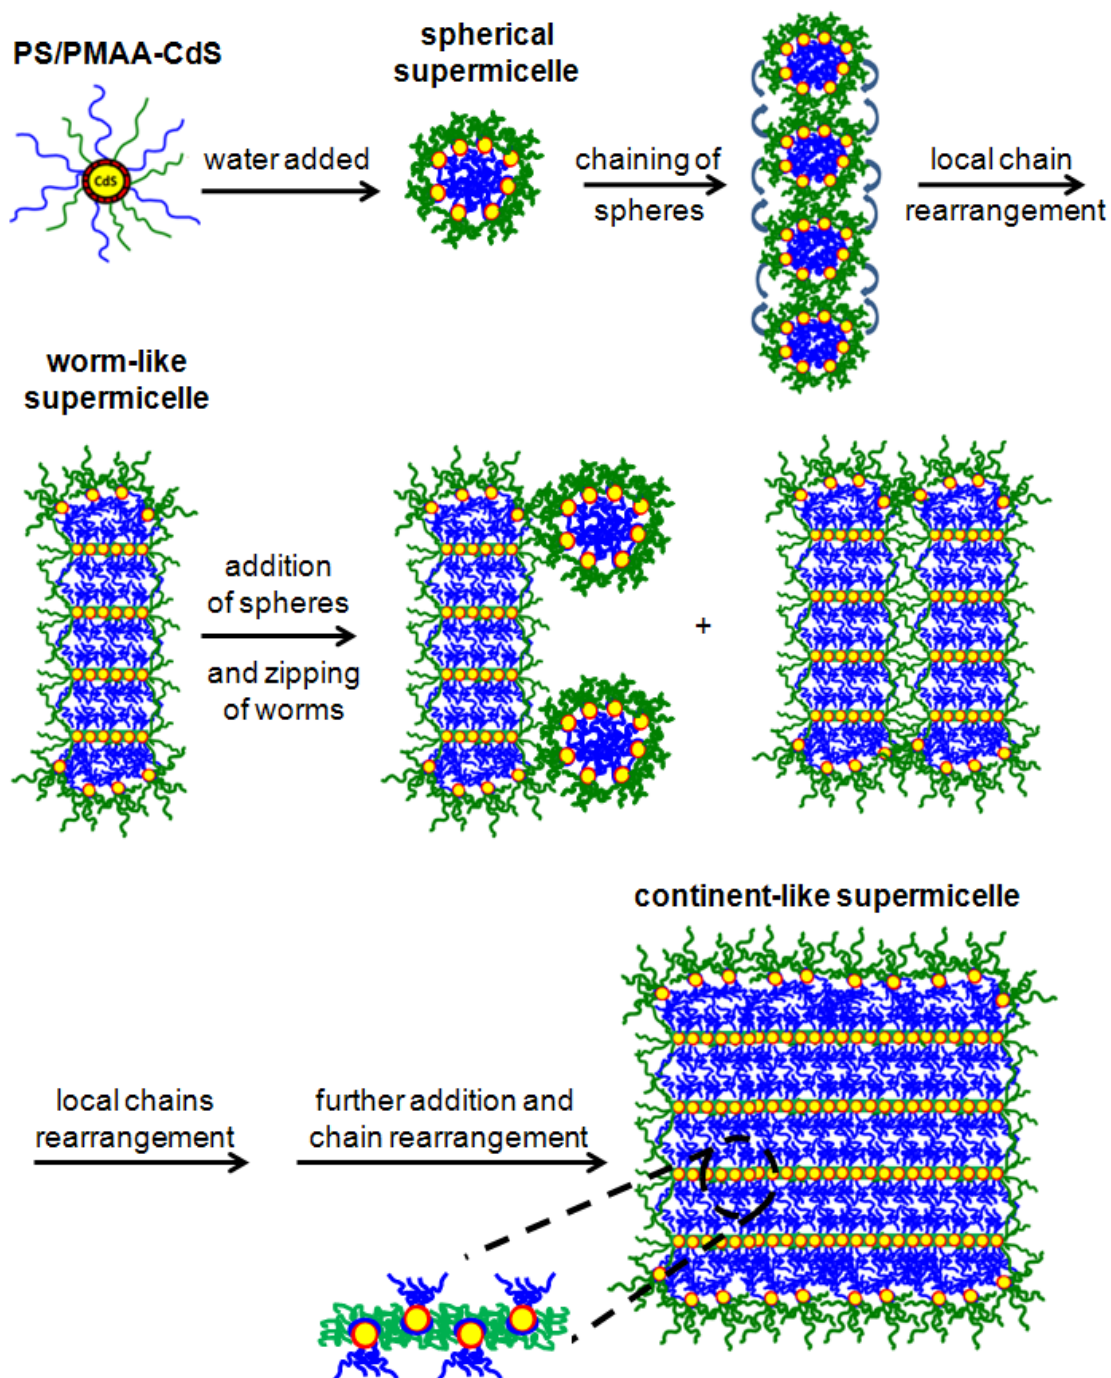 PS/PMAA-CdS
CdS
water added
spherical
supermicelle
chaining of
spheres
local chain
rearrangement
worm-like
supermicelle
addition
of spheres
and zipping
of worms
+
local chains
rearrangement
further addition and
chain rearrangement
continent-like supermicelle